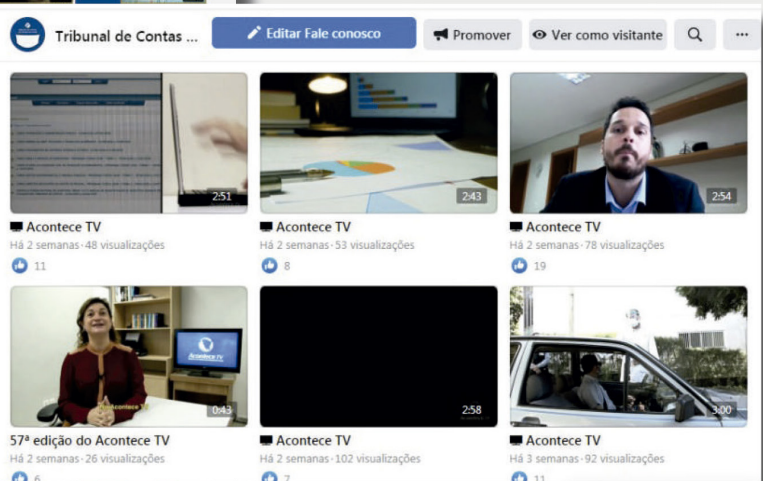 Tribunal de Contas ...
Editar Fale conosco
Promover
Ver como visitante
...
2:51
2:43
2:54
Acontece TV
Há 2 semanas · 48 visualizações
11
Acontece TV
Há 2 semanas · 53 visualizações
8
Acontece TV
Há 2 semanas · 78 visualizações
19
Acontece TV
Acontece TV
0:43
2:58
3:00
57ª edição do Acontece TV
Há 2 semanas · 26 visualizações
6
Acontece TV
Há 2 semanas · 102 visualizações
7
Acontece TV
Há 3 semanas · 92 visualizações
11